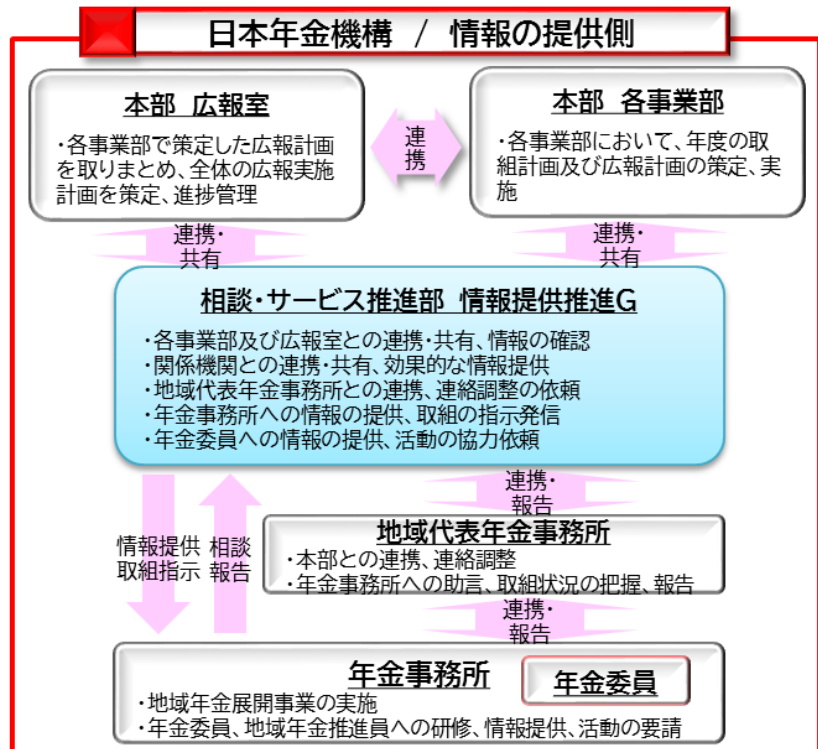 日本年金機構 / 情報の提供側
本部 広報室
・各事業部で策定した広報計画
を取りまとめ、全体の広報実施
計画を策定、進捗管理
連
携
本部 各事業部
・各事業部において、年度の取
組計画及び広報計画の策定、実
施
連携・
共有
連携・
共有
相談・サービス推進部 情報提供推進G
・各事業部及び広報室との連携・共有、情報の確認
・関係機関との連携・共有、効果的な情報提供
・地域代表年金事務所との連携、連絡調整の依頼
・年金事務所への情報の提供、取組の指示発信
・年金委員への情報の提供、活動の協力依頼
情報提供
取組指示
相談
報告
連携・
報告
地域代表年金事務所
・本部との連携、連絡調整
・年金事務所への助言、取組状況の把握、報告
連携・
報告
年金事務所
年金委員
・地域年金展開事業の実施
・年金委員、地域年金推進員への研修、情報提供、活動の要請